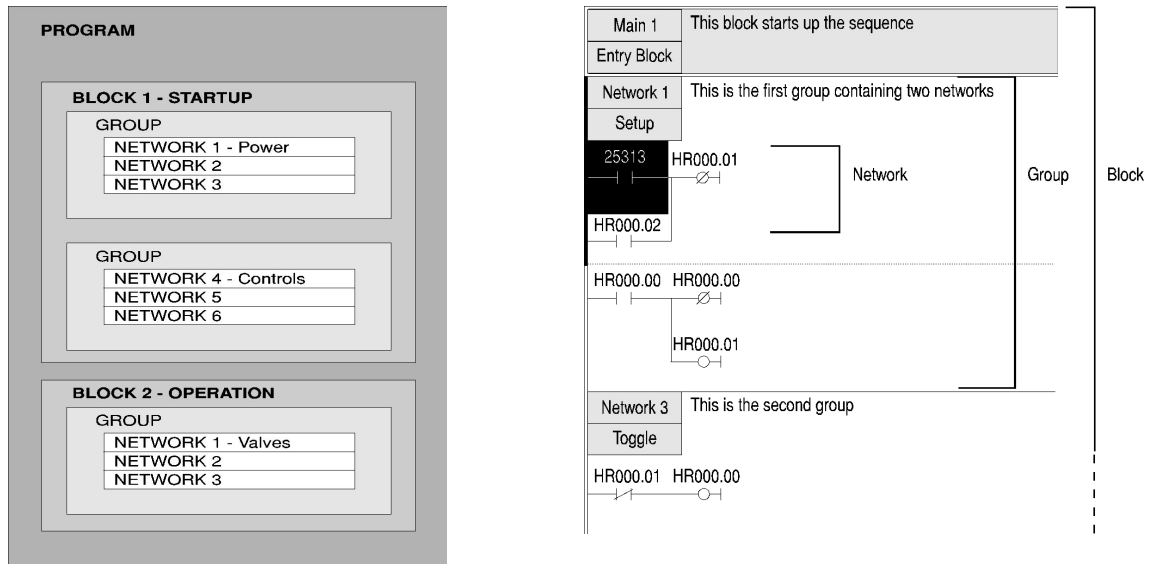 PROGRAM
BLOCK 1 - STARTUP
GROUP
NETWORK 1 - Power
NETWORK 2
NETWORK 3
GROUP
NETWORK 4 - Controls
NETWORK 5
NETWORK 6
BLOCK 2 - OPERATION
GROUP
NETWORK 1 - Valves
NETWORK 2
NETWORK 3
Main 1 This block starts up the sequence
Entry Block
Network 1 This is the first group containing two networks
Setup
25313 HR000.01
Network Group Block
HR000.02
HR000.00 HR000.00
HR000.01
Network 3 This is the second group
Toggle
HR000.01 HR000.00